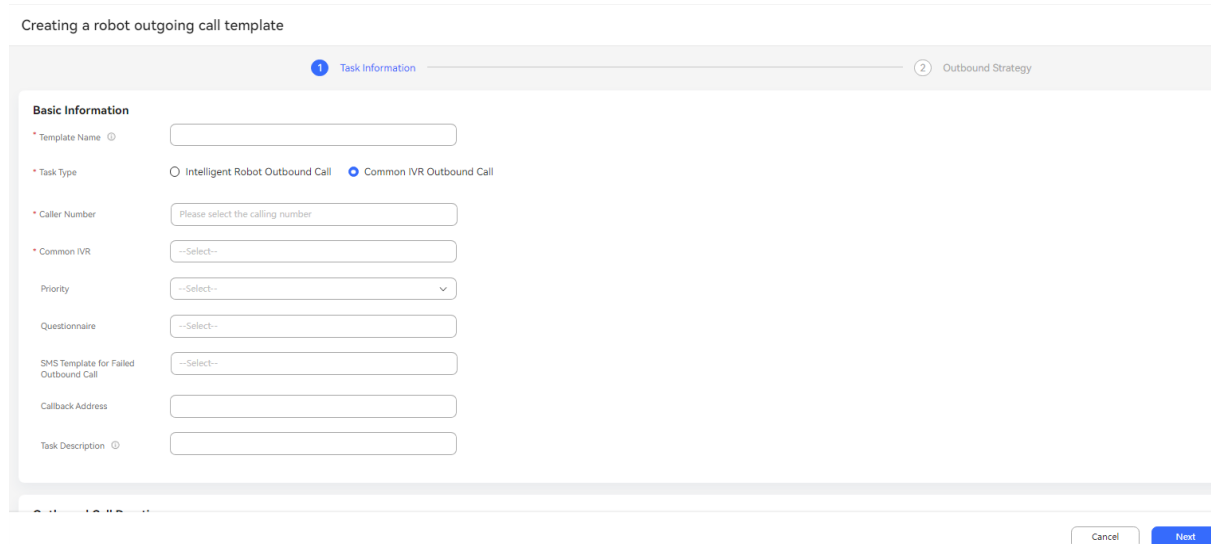 Creating a robot outgoing call template
1 Task Information
2 Outbound Strategy
Basic Information
* Template Name
* Task Type
Intelligent Robot Outbound Call
Common IVR Outbound Call
* Caller Number
Please select the calling number
* Common IVR
--Select--
Priority
--Select--
Questionnaire
--Select--
SMS Template for Failed
Outbound Call
--Select--
Callback Address
Task Description
Cancel
Next